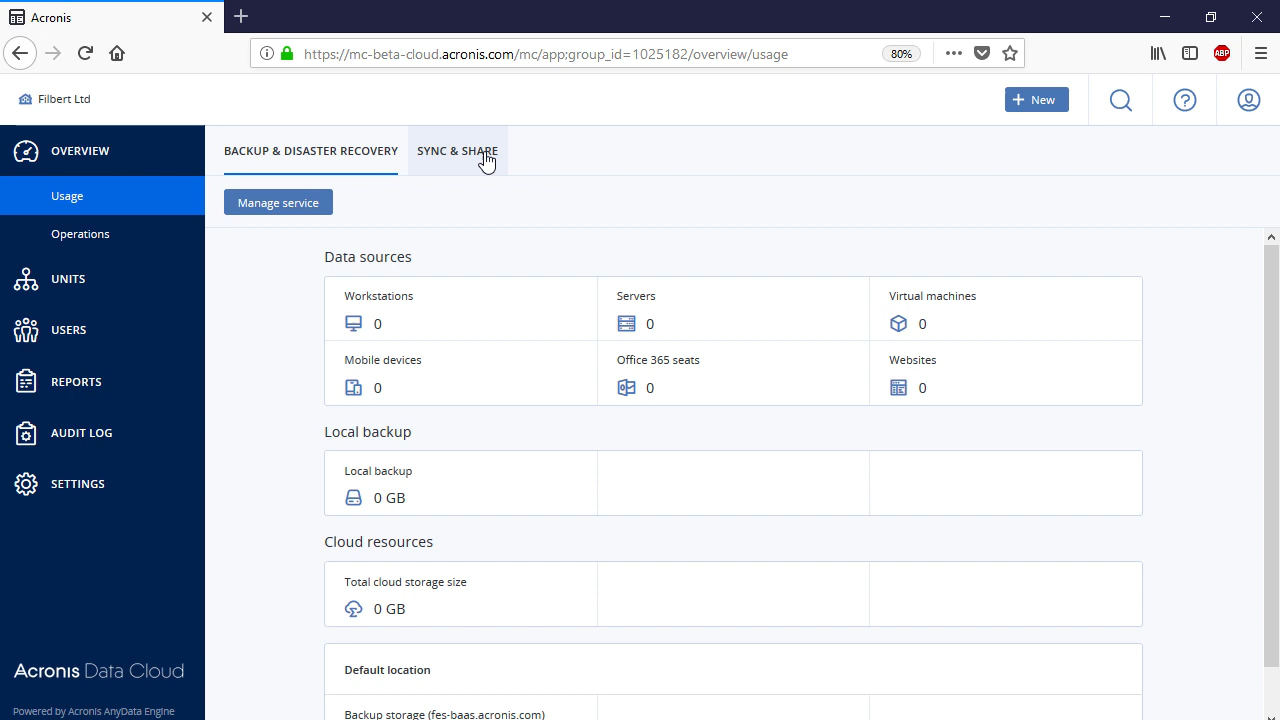 Acronis
https://mc-beta-cloud.acronis.com/mc/app;group_id=1025182/overview/usage
80%
ABP
Filbert Ltd
New
OVERVIEW
Usage
Operations
UNITS
USERS
REPORTS
AUDIT LOG
SETTINGS
Acronis Data Cloud
Powered by Acronis AnyData Engine
BACKUP & DISASTER RECOVERY
SYNC & SHARE
Manage service
Data sources
Workstations
0
Servers
0
Virtual machines
0
Mobile devices
0
Office 365 seats
0
Websites
0
Local backup
Local backup
0 GB
Cloud resources
Total cloud storage size
0 GB
Default location
Backup storage (fes-baas.acronis.com)